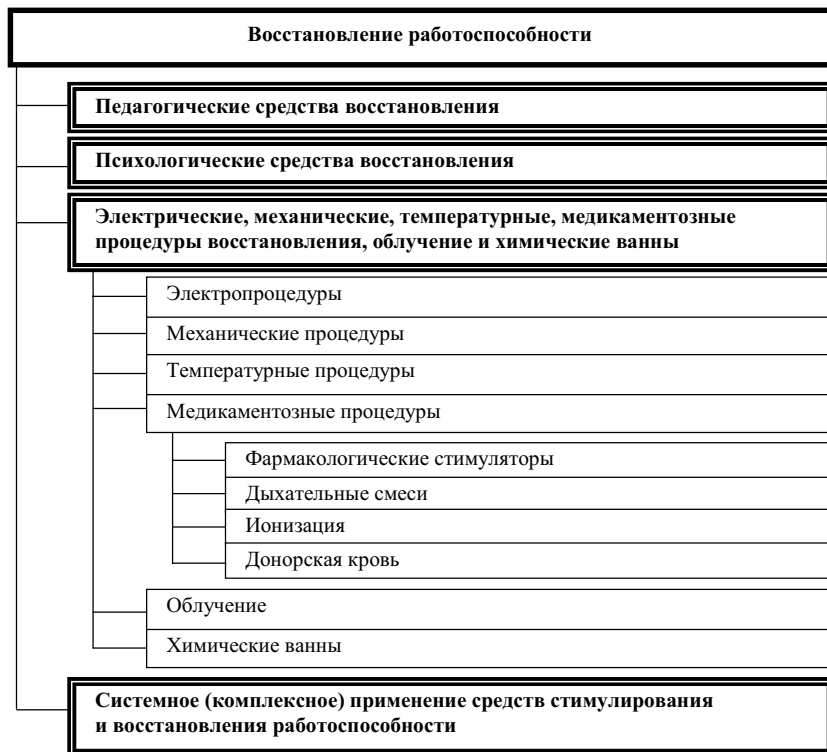 Восстановление работоспособности
Педагогические средства восстановления
Психологические средства восстановления
Электрические, механические, температурные, медикаментозные
процедуры восстановления, облучение и химические ванны
Электропроцедуры
Механические процедуры
Температурные процедуры
Медикаментозные процедуры
Фармакологические стимуляторы
Дыхательные смеси
Ионизация
Донорская кровь
Облучение
Химические ванны
Системное (комплексное) применение средств стимулирования
и восстановления работоспособности